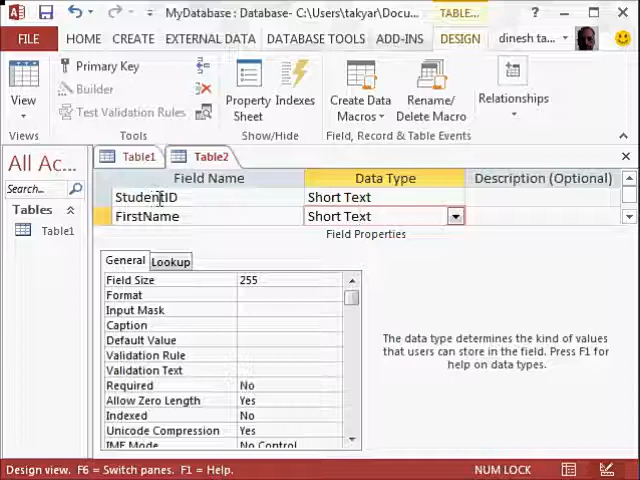 MyDatabase : Database- C:\Users\takyar\Docu... TABLE...
FILE HOME CREATE EXTERNAL DATA DATABASE TOOLS ADD-INS DESIGN dinesh ta...
View
Views
Primary Key
Builder
Test Validation Rules
Tools
Property Sheet
Indexes
Show/Hide
Create Data Macros
Rename/ Delete Macro
Field, Record & Table Events
Relationships
All Ac...
Search...
Tables
Table1
Table1 Table2
Field Name Data Type Description (Optional)
StudentID Short Text
FirstName Short Text
Field Properties
General Lookup
Field Size 255
Format
Input Mask
Caption
Default Value
Validation Rule
Validation Text
Required No
Allow Zero Length Yes
Indexed No
Unicode Compression Yes
IME Mode No Control
The data type determines the kind of values
that users can store in the field. Press F1 for
help on data types.
Design view. F6 = Switch panes. F1 = Help. NUM LOCK